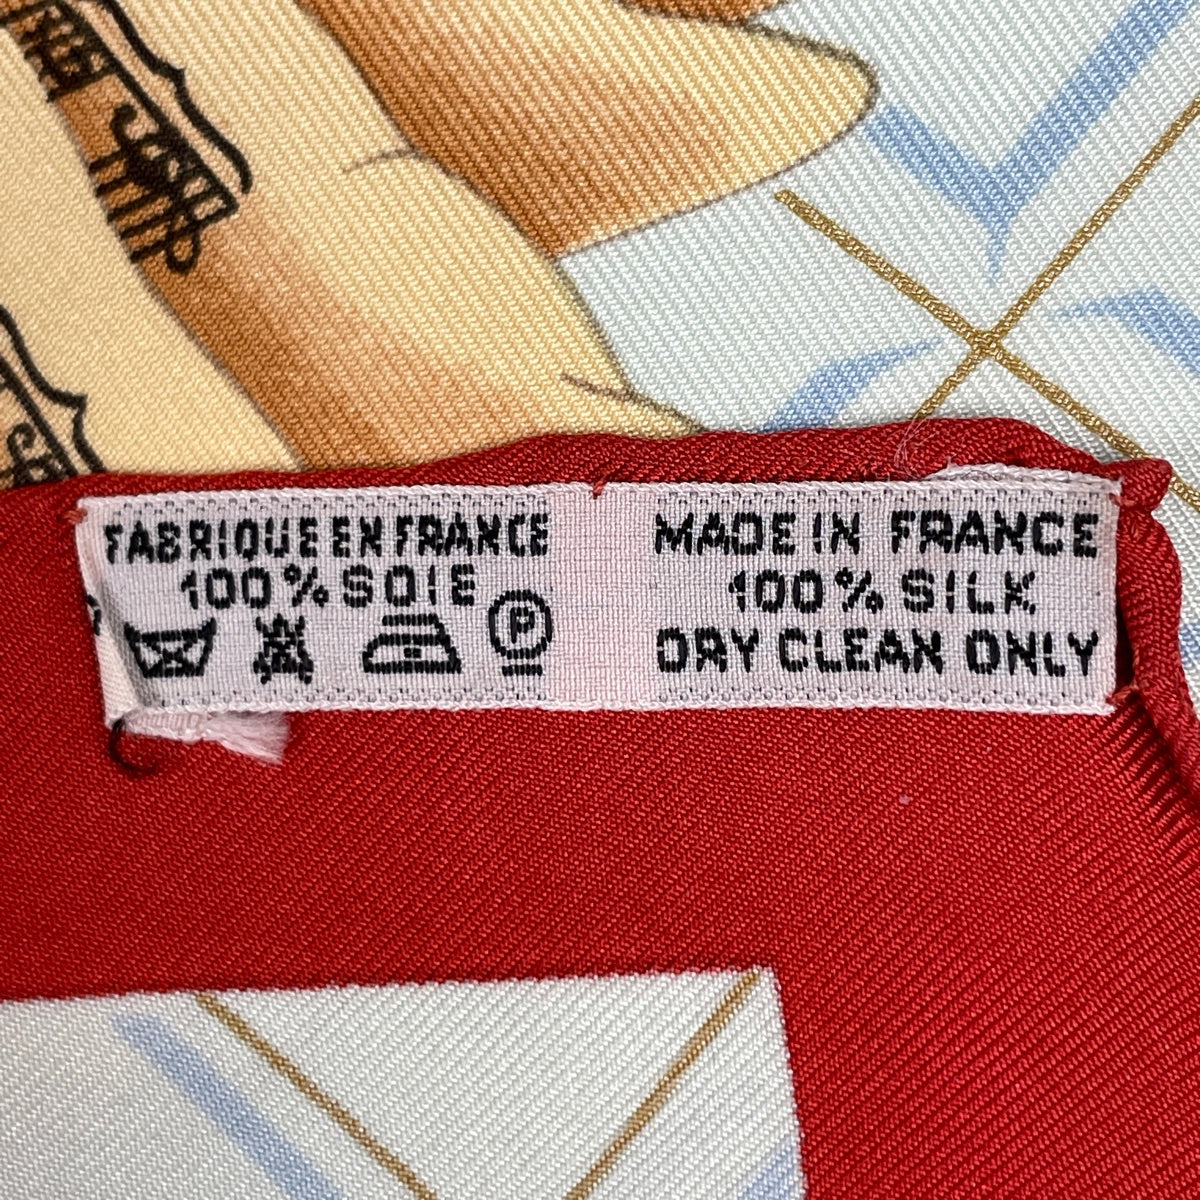 FABRIQUE EN FRANCE
100% SOIE
P
MADE IN FRANCE
100% SILK
DRY CLEAN ONLY